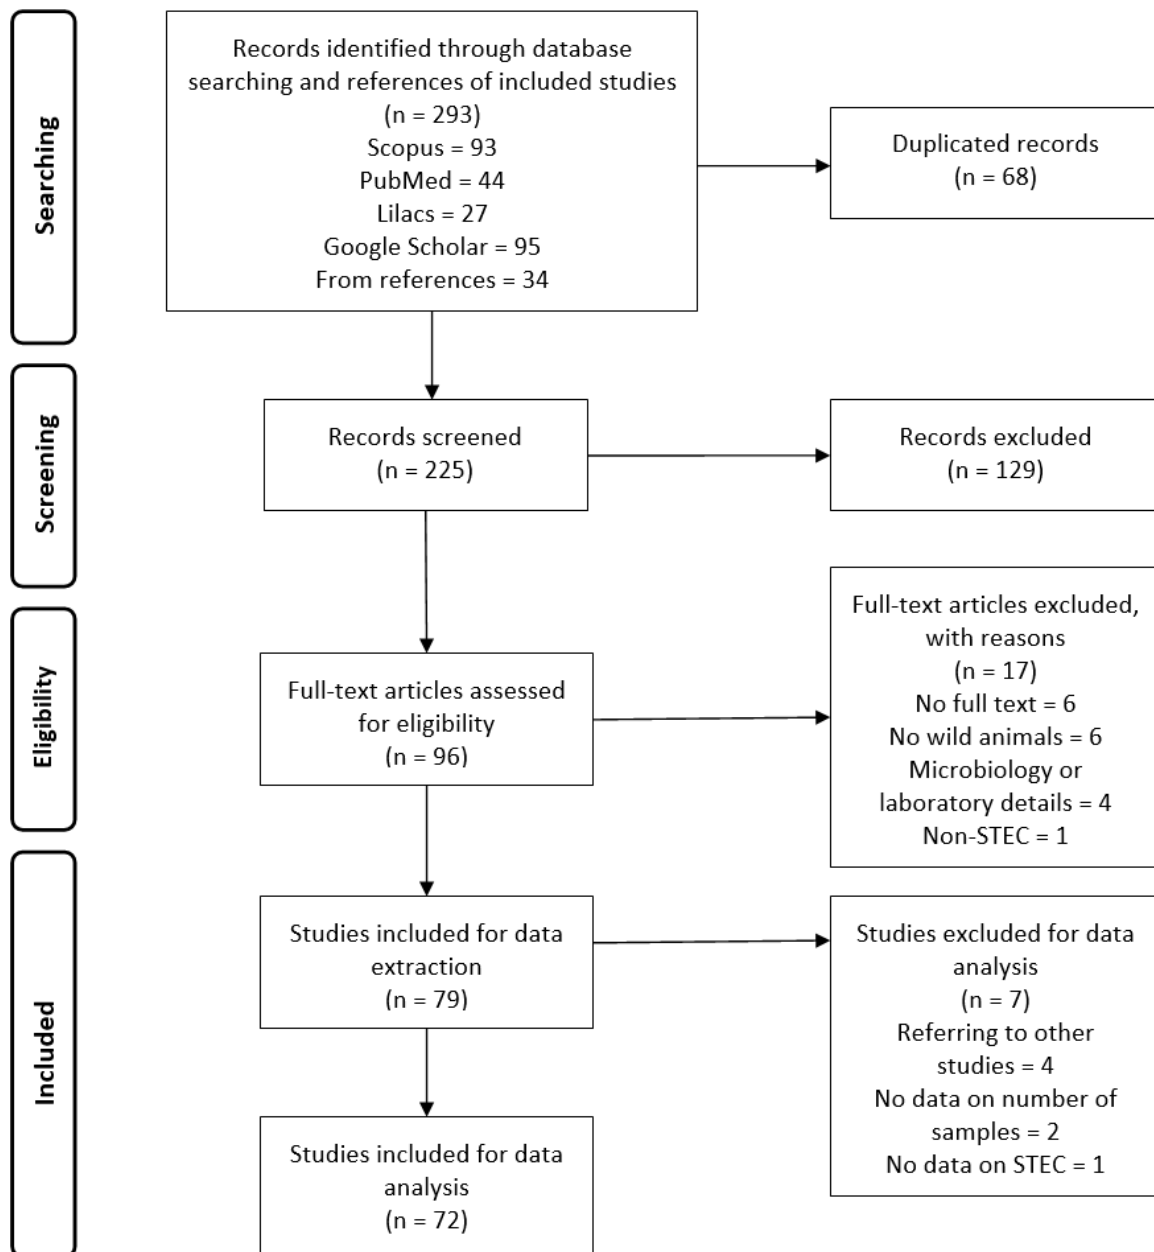 Searching
Records identified through database
searching and references of included studies
(n = 293)
Scopus = 93
PubMed = 44
Lilacs = 27
Google Scholar = 95
From references = 34
Duplicated records
(n = 68)
Screening
Records screened
(n = 225)
Records excluded
(n = 129)
Eligibility
Full-text articles assessed
for eligibility
(n = 96)
Full-text articles excluded,
with reasons
(n = 17)
No full text = 6
No wild animals = 6
Microbiology or
laboratory details = 4
Non-STEC = 1
Included
Studies included for data
extraction
(n = 79)
Studies excluded for data
analysis
(n = 7)
Referring to other
studies = 4
No data on number of
samples = 2
No data on STEC = 1
Studies included for data
analysis
(n = 72)